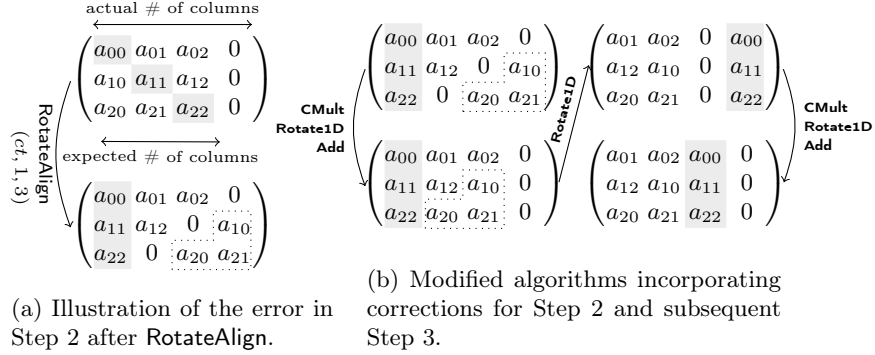 actual # of columns
a00 a01 a02 0
a10 a11 a12 0
a20 a21 a22 0
RotateAlign
(ct, 1, 3)
expected # of columns
a00 a01 a02 0
a11 a12 0 a10
a22 0 a20 a21
(a) Illustration of the error in
Step 2 after RotateAlign.
a00 a01 a02 0
a11 a12 0 a10
a22 0 a20 a21
CMult
Rotate1D
Add
a00 a01 a02 0
a11 a12 a10 0
a22 a20 a21 0
Rotate1D
a01 a02 0 a00
a12 a10 0 a11
a20 a21 0 a22
CMult
Rotate1D
Add
a01 a02 a00 0
a12 a10 a11 0
a20 a21 a22 0
(b) Modified algorithms incorporating
corrections for Step 2 and subsequent
Step 3.